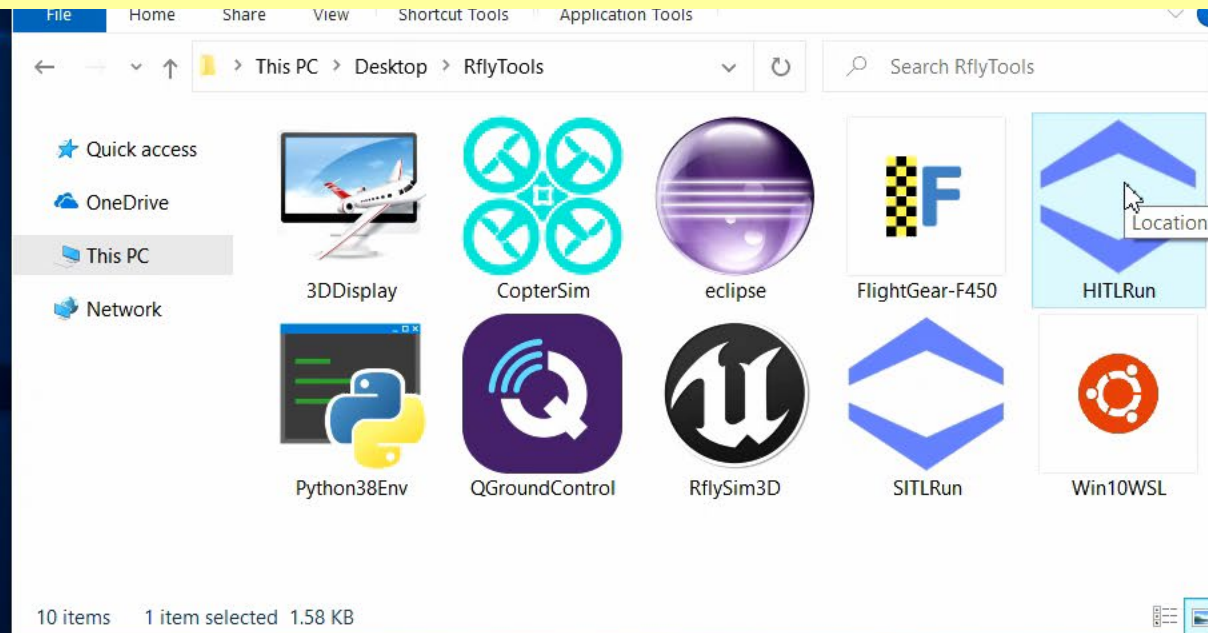 File Home Share View Shortcut Tools Application Tools
This PC > Desktop > RflyTools Search RflyTools
Quick access
OneDrive
This PC
Network
3DDisplay CopterSim eclipse FlightGear-F450 HITLRun
Location
Python38Env QGroundControl RflySim3D SITLRun Win10WSL
10 items 1 item selected 1.58 KB